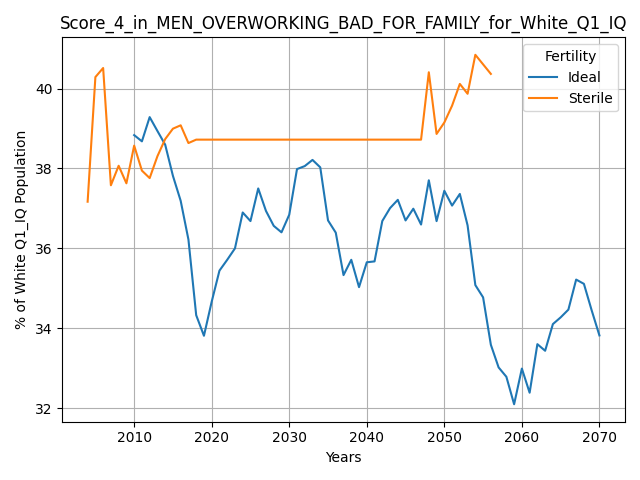 Score_4_in_MEN_OVERWORKING_BAD_FOR_FAMILY_for_White_Q1_IQ
Fertility
Ideal
Sterile
% of White Q1_IQ Population
40
38
36
34
32
2010
2020
2030
2040
2050
2060
2070
Years